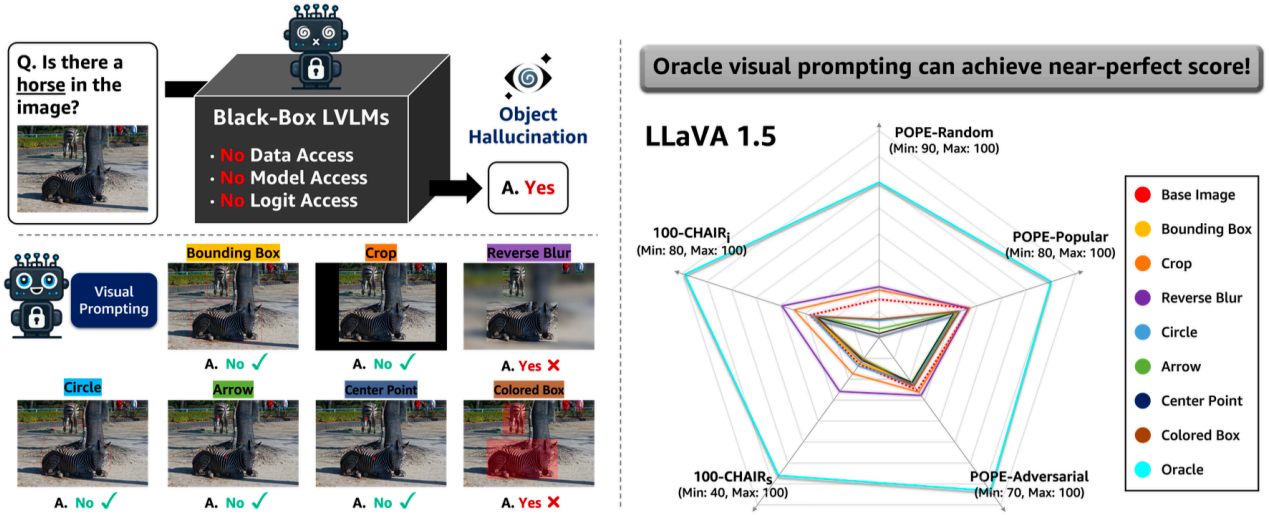 Q. Is there a
horse in the
image?
Black-Box LVLMs
· No Data Access
· No Model Access
· No Logit Access
Object
Hallucination
A. Yes
Visual
Prompting
Bounding Box
Crop
Reverse Blur
A. No ✓
A. No ✓
A. Yes ✖
Circle
Arrow
Center Point
Colored Box
A. No ✓
A. No ✓
A. No ✓
A. Yes ✖
Oracle visual prompting can achieve near-perfect score!
LLaVA 1.5
POPE-Random
(Min: 90, Max: 100)
100-CHAIRi
(Min: 80, Max: 100)
POPE-Popular
(Min: 80, Max: 100)
100-CHAIRs
(Min: 40, Max: 100)
POPE-Adversarial
(Min: 70, Max: 100)
Base Image
Bounding Box
Crop
Reverse Blur
Circle
Arrow
Center Point
Colored Box
Oracle